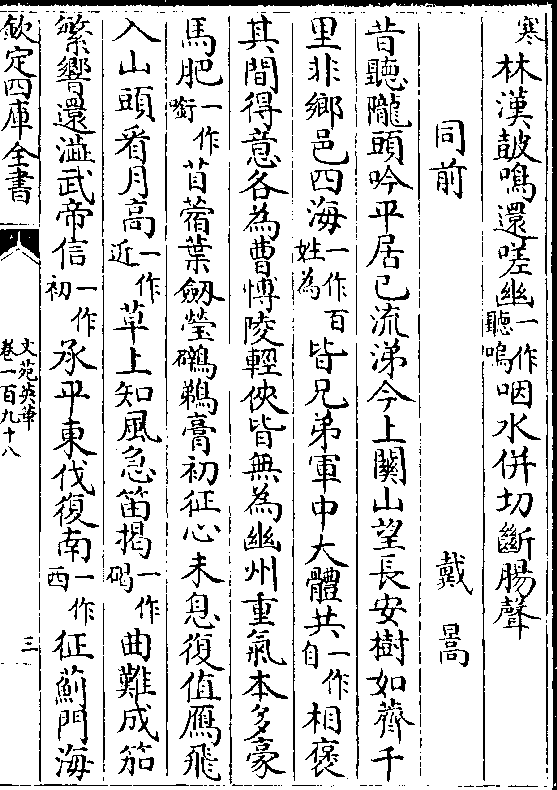 寒林漢皷鳴還嗟幽一作聽嗚咽水併切斷腸聲
同前　戴暠
昔聽隴頭吟平居已流涕今上關山望長安樹如薺千
里非鄉邑四海一作百姓為皆兄弟軍中大體共一作自相褒
其間得意各為曹博陵輕俠皆無為幽州重氣本多豪
馬肥一作銜苜蓿葉劒瑩鸊鵜膏初征心未息復值鴈飛
入山頭看月高一作近草上知風急笛揭一作碣曲難成笳
繁響還澁武帝信一作初承平東伐復南一作西征薊門海
欽定四庫全書
文苑英華
卷一百九十八
三